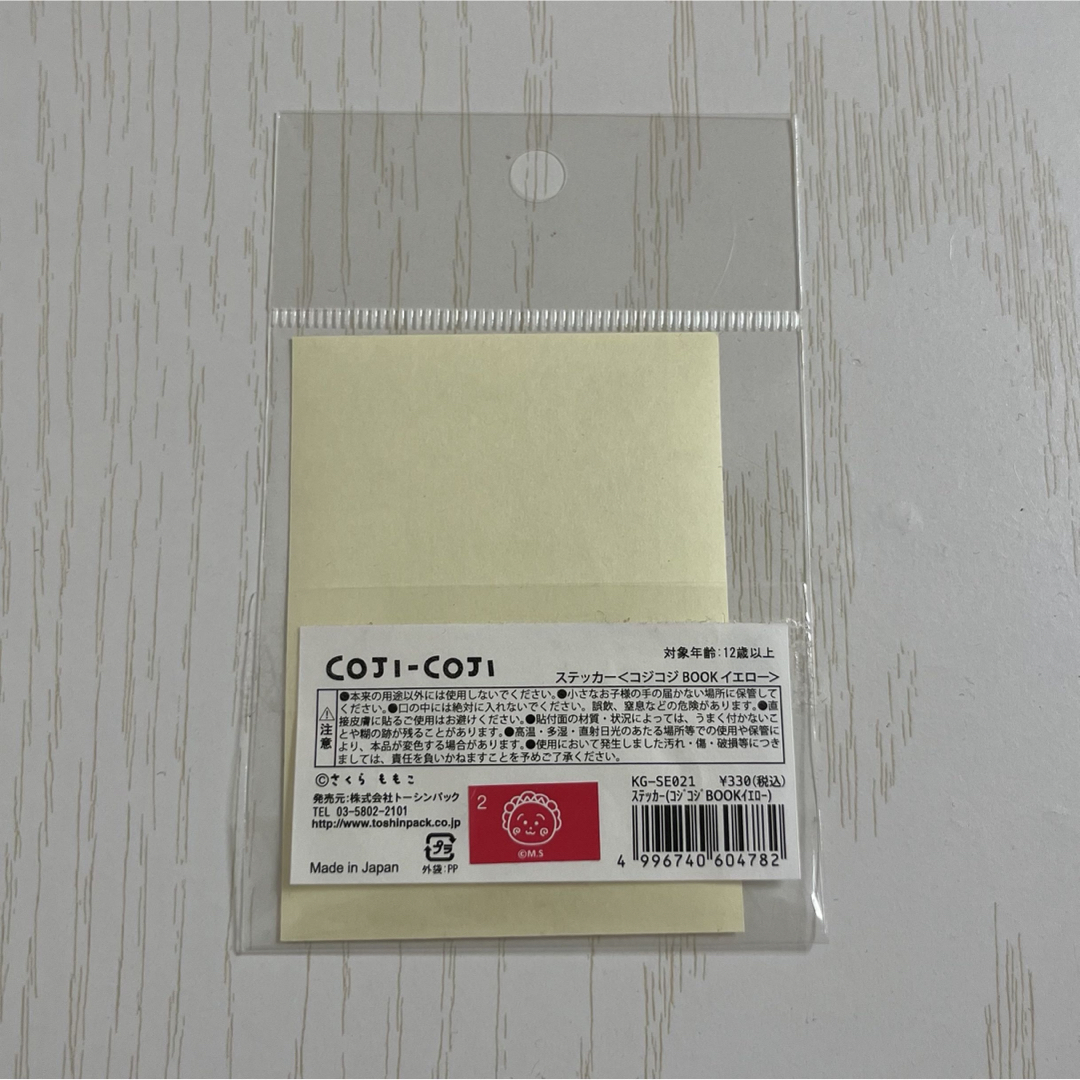 COJI-COJI
対象年齢:12歳以上
ステッカー<コジコジ BOOK イエロー>
⚠注意
●本来の用途以外には使用しないでください。●小さなお子様の手の届かない場所に保管して
ください。●口の中には絶対に入れないでください。誤飲、窒息などの危険があります。●直
接皮膚に貼るご使用はお避けください。●貼付面の材質・状況によっては、うまく付かないこ
とや糊の跡が残ることがあります。●高温・多湿・直射日光のあたる場所等での使用や保管に
より、本品が変色する場合があります。●使用において発生しました汚れ・傷・破損等につき
ましては、責任を負いかねますことを予めご了承ください。
©さくら ももこ
発売元:株式会社トーシンパック
TEL 03-5802-2101
http://www.toshinpack.co.jp
Made in Japan
プラ
外袋:PP
2
©M.S
KG-SE021 ¥330(税込)
ｽﾃｯｶｰ(ｺｼﾞｺｼﾞBOOKｲｴﾛｰ)
4 996740 604782